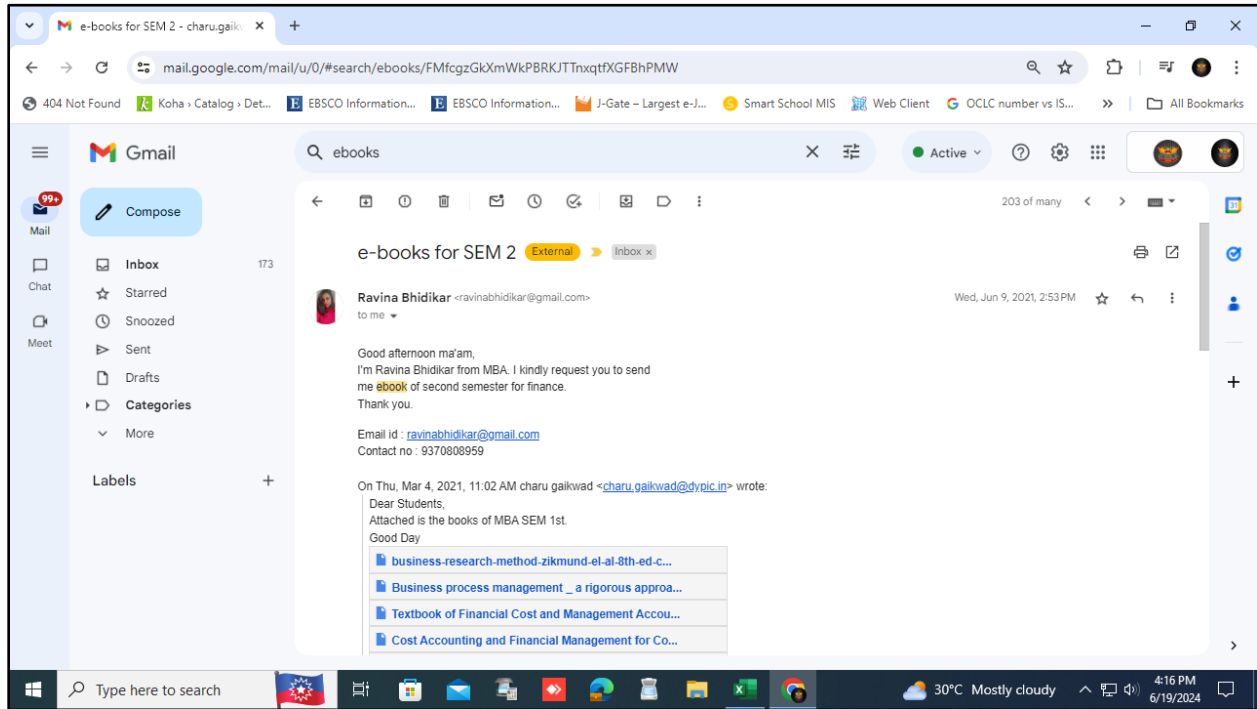 e-books for SEM 2 - charu.gaik
mail.google.com/mail/u/0/#search/ebooks/FMfcgzGkXmWkPBRKJTTnxqtfXGFBhPMW
404 Not Found Koha › Catalog › Det... EBSCO Information... EBSCO Information... J-Gate – Largest e-J... Smart School MIS Web Client OCLC number vs IS... » All Bookmarks
Gmail
ebooks
Active
99+
Mail
Chat
Meet
Compose
Inbox 173
Starred
Snoozed
Sent
Drafts
Categories
More
Labels +
203 of many
31
e-books for SEM 2 External Inbox ×
Ravina Bhidikar <ravinabhidikar@gmail.com> Wed, Jun 9, 2021, 2:53 PM
to me
Good afternoon ma'am,
I'm Ravina Bhidikar from MBA. I kindly request you to send
me ebook of second semester for finance.
Thank you.
Email id : ravinabhidikar@gmail.com
Contact no : 9370808959
On Thu, Mar 4, 2021, 11:02 AM charu gaikwad <charu.gaikwad@dypic.in> wrote:
Dear Students,
Attached is the books of MBA SEM 1st.
Good Day
business-research-method-zikmund-el-al-8th-ed-c...
Business process management _ a rigorous approa...
Textbook of Financial Cost and Management Accou...
Cost Accounting and Financial Management for Co...
Type here to search
30°C Mostly cloudy
4:16 PM
6/19/2024